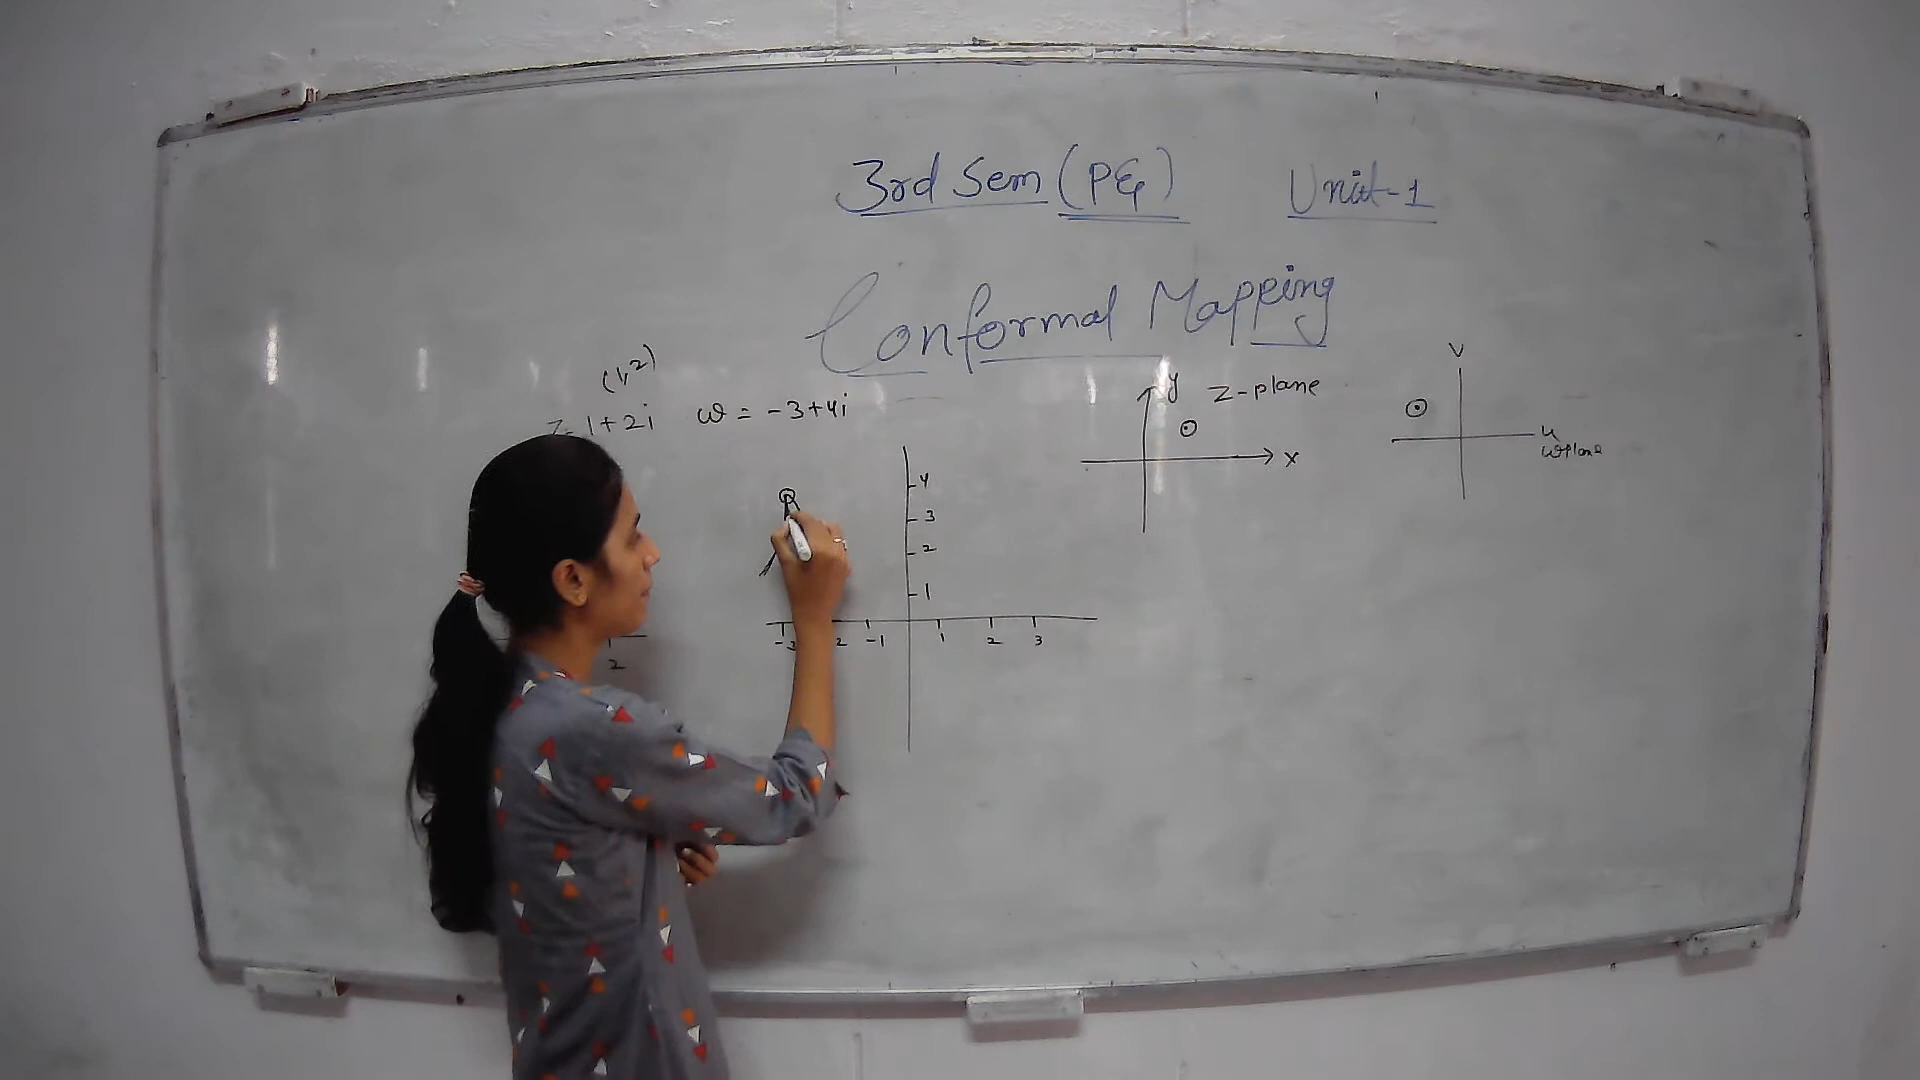 3rd Sem (PE) Unit-1
Conformal Mapping
(1,2)
z=1+2i w = -3+4i
y Z-plane
x
v
u
w plane
4
3
2
1
-3 -2 -1 1 2 3
2